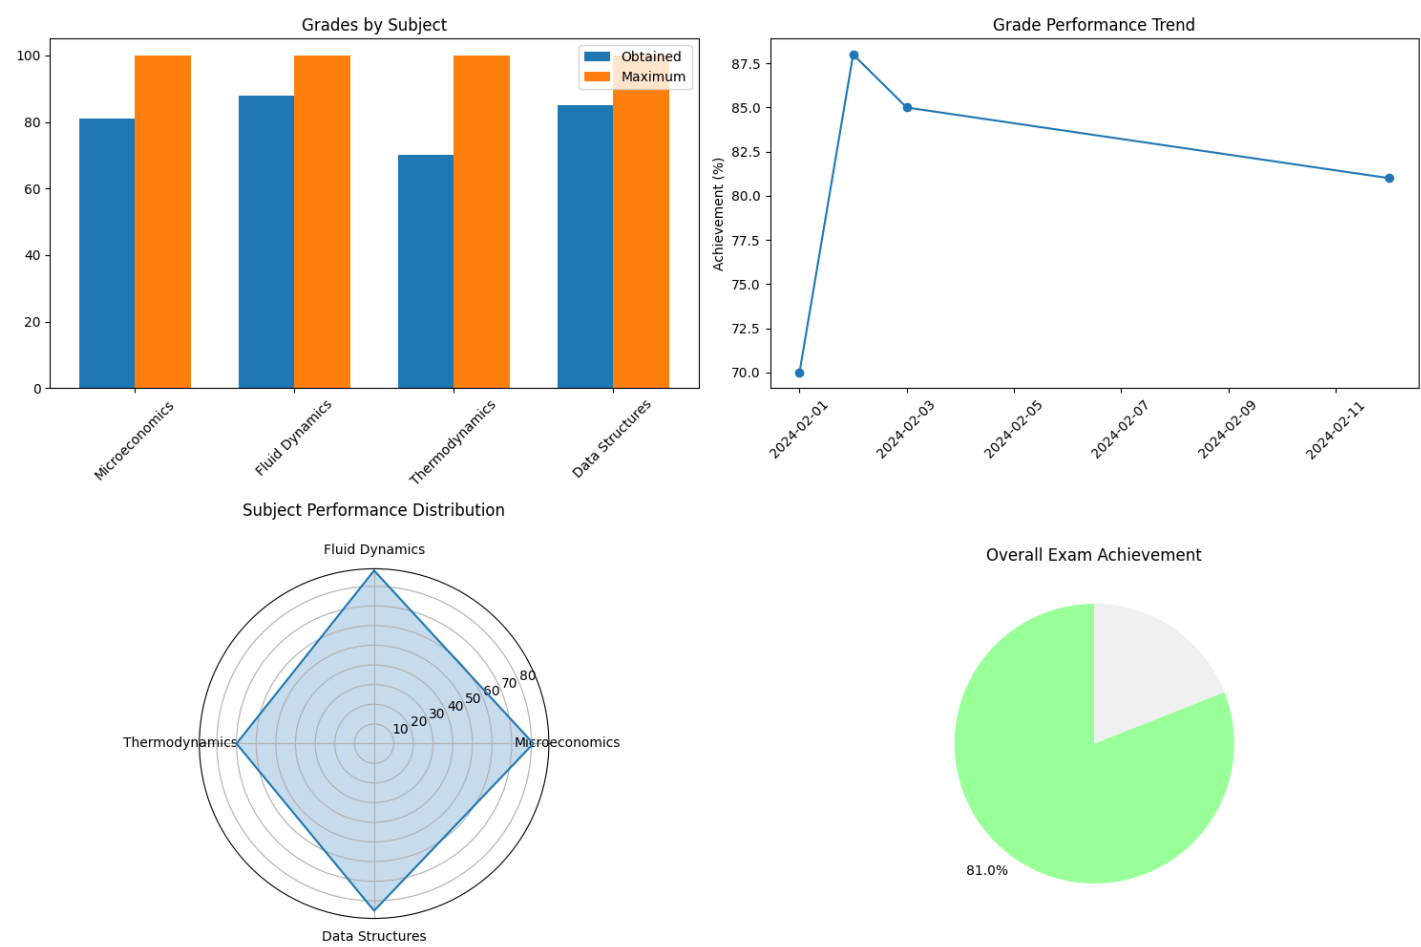 Grades by Subject
100
80
60
40
20
0
Obtained
Maximum
Microeconomics
Fluid Dynamics
Thermodynamics
Data Structures
Grade Performance Trend
Achievement (%)
87.5
85.0
82.5
80.0
77.5
75.0
72.5
70.0
2024-02-01
2024-02-03
2024-02-05
2024-02-07
2024-02-09
2024-02-11
Subject Performance Distribution
Fluid Dynamics
80
70
60
50
40
30
20
10
Thermodynamics
Microeconomics
Data Structures
Overall Exam Achievement
81.0%